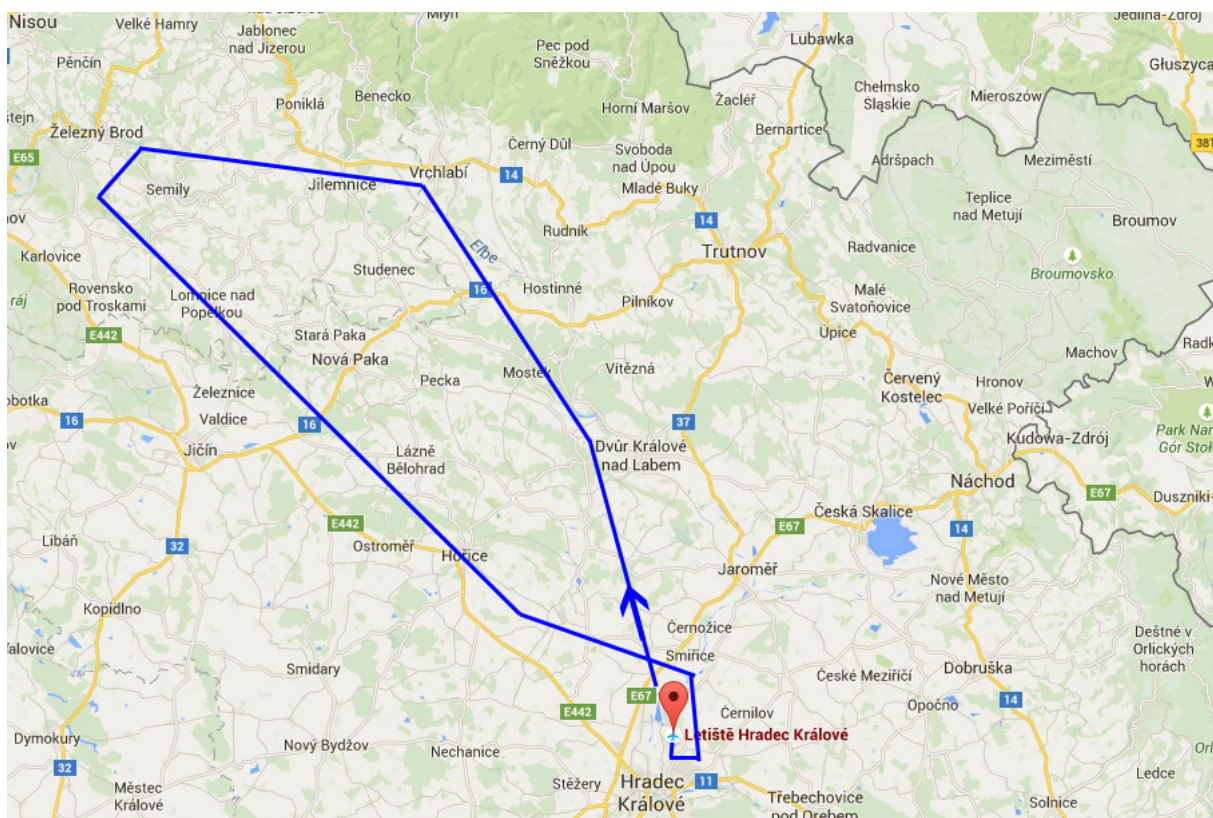 Nisou
Velké Hamry
Jablonec
nad Jizerou
Mlýn
Lubawka
Jedlina-Zdrój
Głuszyca
Pěnčín
Pec pod
Sněžkou
Chełmsko
Śląskie
Mieroszów
Benecko
Poniklá
Horní Maršov
Žacléř
Železný Brod
Bernartice
381
E65
Černý Důl
Svoboda
nad Úpou
Adršpach
Meziměstí
Vrchlabí
14
Semily
Jilemnice
Mladé Buky
Teplice
nad Metují
14
Broumov
Rudník
Karlovice
Elbe
Trutnov
Radvanice
Broumovsko
Studenec
ráj
Rovensko
pod Troskami
Lomnice nad
Popelkou
16
Hostinné
Pilníkov
Malé
Svatoňovice
Stará Paka
Úpice
E442
Nová Paka
Machov
Mostek
Vítězná
Pecka
Červený
Kostelec
Hronov
Železnice
Velké Poříčí
16
Valdice
16
37
Park Nar
Gór Stoł
Jičín
Lázně
Bělohrad
Dvůr Králové
nad Labem
Kudowa-Zdrój
Náchod
E67
Duszniki-
Česká Skalice
E442
E67
14
Libáň
32
Ostroměř
Hořice
Jaroměř
Nové Město
nad Metují
Kopidlno
Černožice
Deštné v
Orlických
horách
Smiřice
Smidary
České Meziříčí
Dobruška
E67
14
E442
Černilov
Opočno
Letiště Hradec Králové
Dymokury
Nový Bydžov
Nechanice
32
Městec
Králové
Stěžery
Hradec
Králové
11
Třebechovice
pod Orebem
Ledce
Solnice